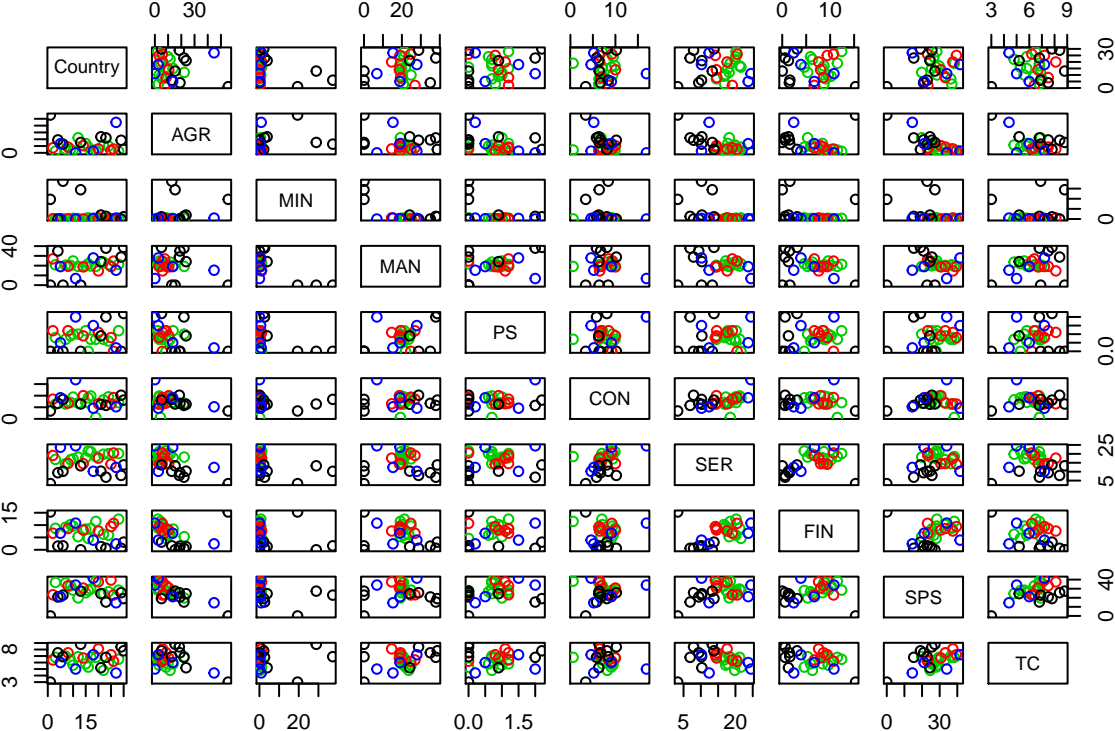 0 30 0 20 0 10 0 10 3 6 9
Country 0 30
0 AGR
MIN 0
0 40 MAN
PS 0.0
0 CON
SER 5 25
0 15 FIN
SPS 0 40
3 8 TC
0 15 0 20 0.0 1.5 5 20 0 30